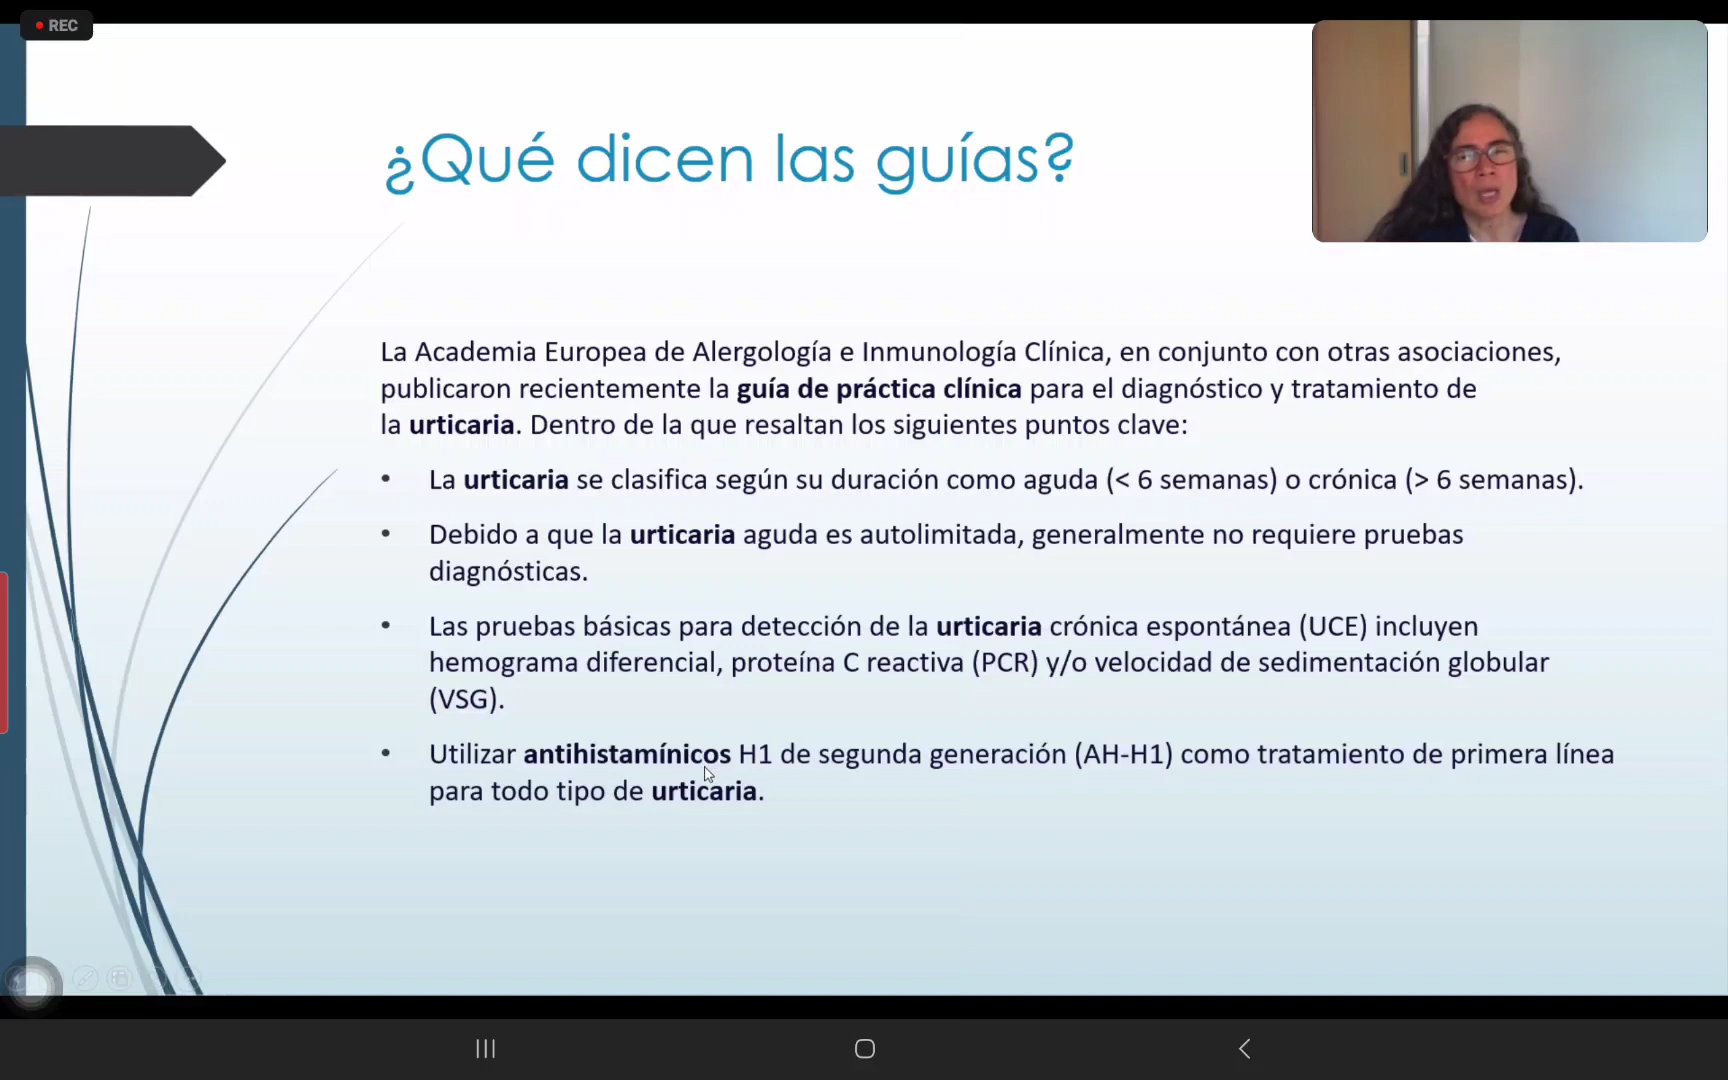 REC
¿Qué dicen las guías?
La Academia Europea de Alergología e Inmunología Clínica, en conjunto con otras asociaciones,
publicaron recientemente la guía de práctica clínica para el diagnóstico y tratamiento de
la urticaria. Dentro de la que resaltan los siguientes puntos clave:
• La urticaria se clasifica según su duración como aguda (< 6 semanas) o crónica (> 6 semanas).
• Debido a que la urticaria aguda es autolimitada, generalmente no requiere pruebas
diagnósticas.
• Las pruebas básicas para detección de la urticaria crónica espontánea (UCE) incluyen
hemograma diferencial, proteína C reactiva (PCR) y/o velocidad de sedimentación globular
(VSG).
• Utilizar antihistamínicos H1 de segunda generación (AH-H1) como tratamiento de primera línea
para todo tipo de urticaria.